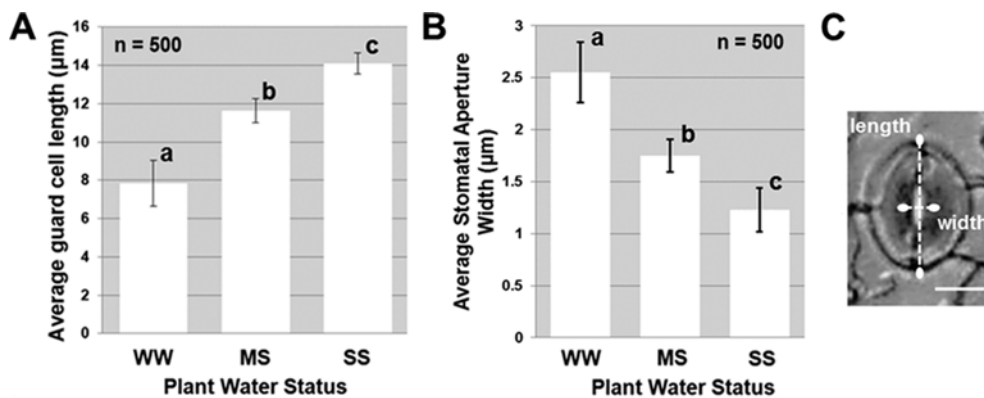 A
Average guard cell length (µm)
16
14
12
10
8
6
4
2
0
n = 500
a
b
c
WW MS SS
Plant Water Status
B
Average Stomatal Aperture
Width (µm)
3
2.5
2
1.5
1
0.5
0
n = 500
a
b
c
WW MS SS
Plant Water Status
C
length
width